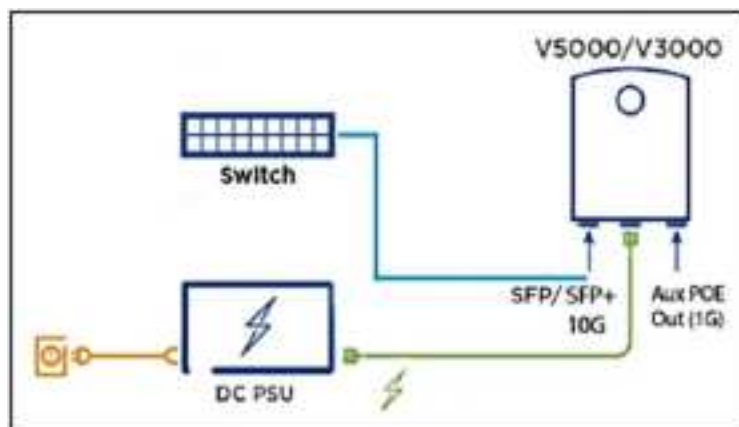 V5000/V3000
Switch
SFP/ SFP+
10G
Aux POE
Out (1G)
DC PSU